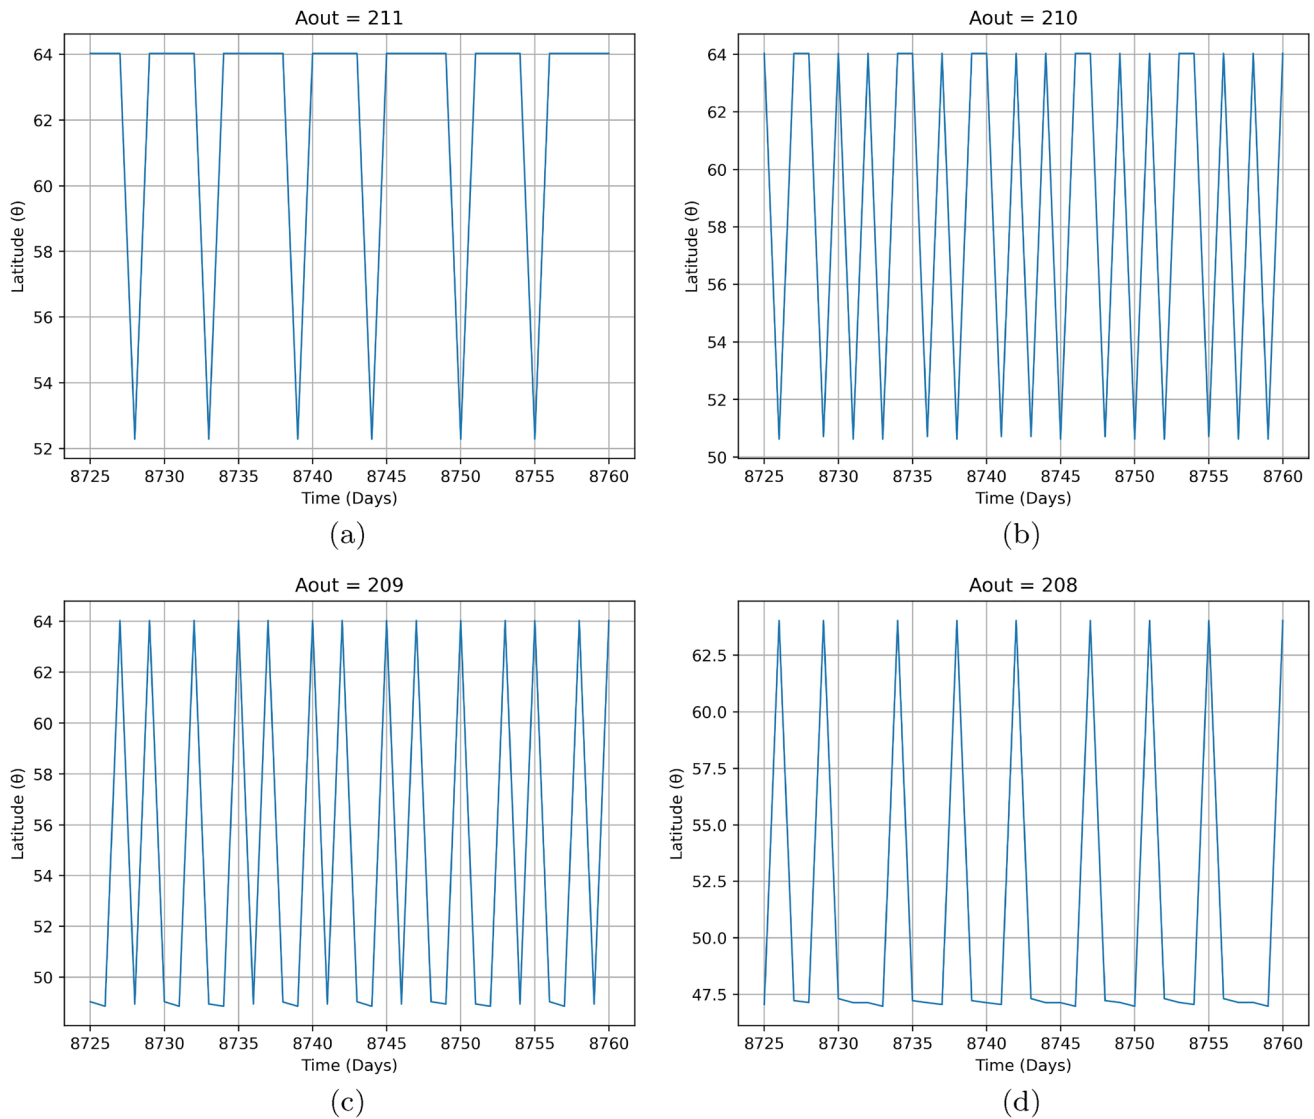 Aout = 211
64
62
60
58
56
54
52
Latitude (θ)
8725 8730 8735 8740 8745 8750 8755 8760
Time (Days)
(a)
Aout = 210
64
62
60
58
56
54
52
50
Latitude (θ)
8725 8730 8735 8740 8745 8750 8755 8760
Time (Days)
(b)
Aout = 209
64
62
60
58
56
54
52
50
Latitude (θ)
8725 8730 8735 8740 8745 8750 8755 8760
Time (Days)
(c)
Aout = 208
62.5
60.0
57.5
55.0
52.5
50.0
47.5
Latitude (θ)
8725 8730 8735 8740 8745 8750 8755 8760
Time (Days)
(d)